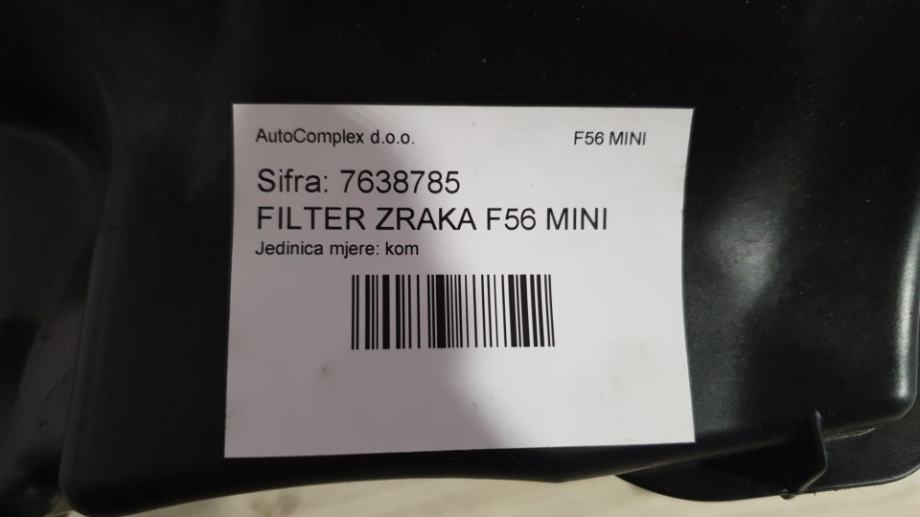 AutoComplex d.o.o. F56 MINI
Sifra: 7638785
FILTER ZRAKA F56 MINI
Jedinica mjere: kom